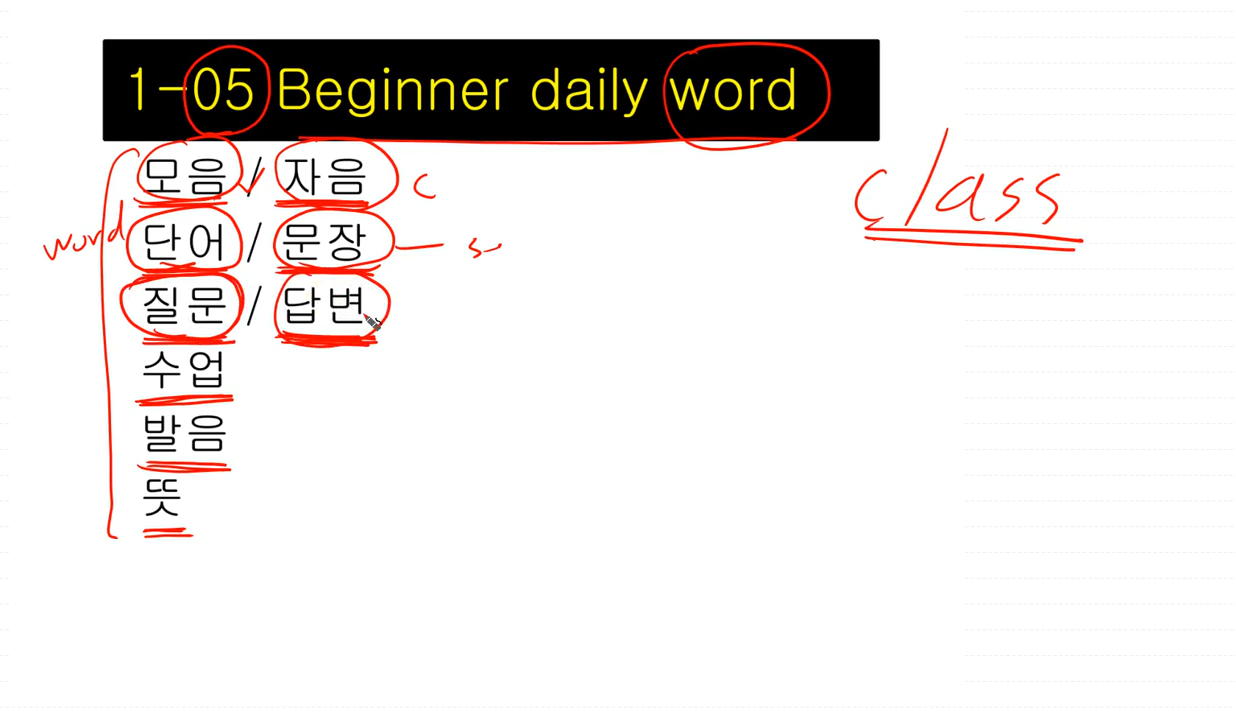 1-05 Beginner daily word
모음 / 자음 C
word 단어 / 문장
질문 / 답변
수업
발음
뜻
class